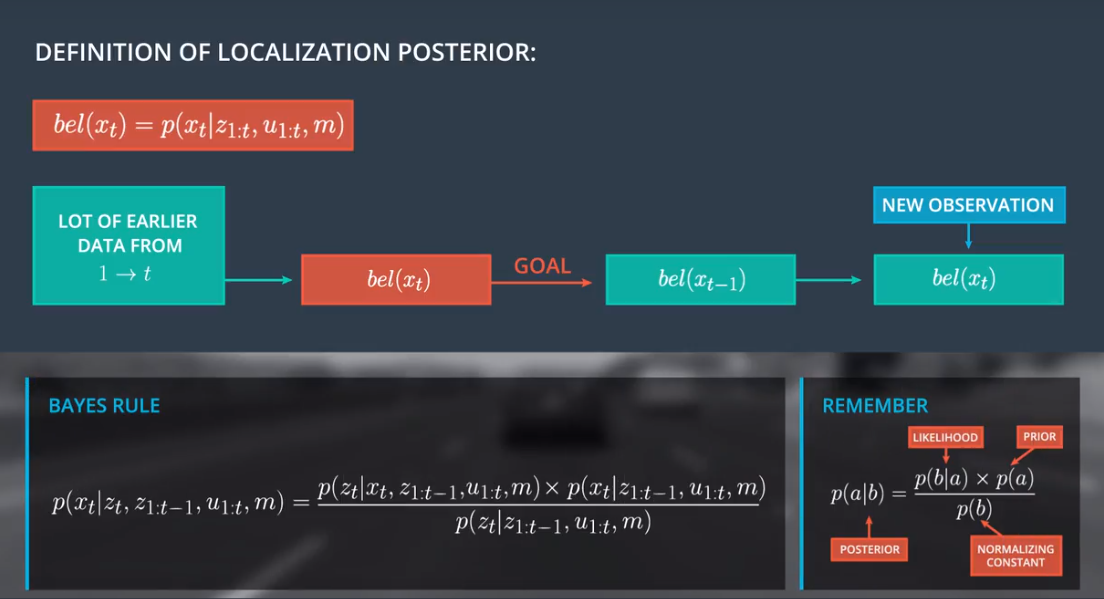 DEFINITION OF LOCALIZATION POSTERIOR:
bel(x_t) = p(x_t|z_{1:t}, u_{1:t}, m)
LOT OF EARLIER
DATA FROM
1 → t
bel(x_t)
GOAL
bel(x_{t−1})
NEW OBSERVATION
bel(x_t)
BAYES RULE
p(x_t|z_t, z_{1:t−1}, u_{1:t}, m) = \frac{p(z_t|x_t, z_{1:t−1}, u_{1:t}, m) × p(x_t|z_{1:t−1}, u_{1:t}, m)}{p(z_t|z_{1:t−1}, u_{1:t}, m)}
REMEMBER
LIKELIHOOD
PRIOR
p(a|b) = \frac{p(b|a) × p(a)}{p(b)}
POSTERIOR
NORMALIZING
CONSTANT